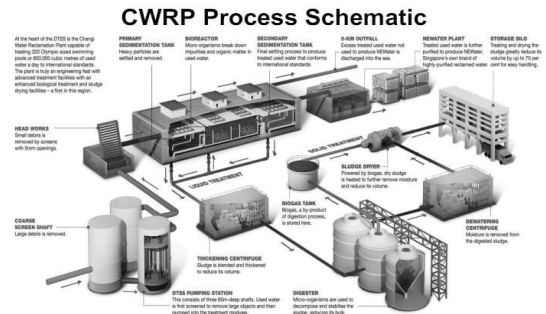 CWRP Process Schematic
At the heart of the DTSS is the Changi
Water Reclamation Plant capable of
treating 320 Olympic-sized swimming
pools or 800,000 cubic metres of used
water a day to international standards.
The plant is truly an engineering feat with
advanced treatment facilities with an
enhanced biological treatment and sludge
drying facilities – a first in this region.
PRIMARY
SEDIMENTATION TANK
Heavy particles are
settled and removed.
BIOREACTOR
Micro-organisms break down
impurities and organic matter in
used water.
SECONDARY
SEDIMENTATION TANK
Final settling process to
produce treated used water that conforms
to international standards.
5-KM OUTFALL
Excess treated used water not
used to produce NEWater is
discharged into the sea.
NEWATER PLANT
Treated used water is further
purified to produce NEWater,
Singapore's own brand of
highly-purified reclaimed water.
STORAGE SILO
Treating and drying the
sludge greatly reduces its
volume by up to 70 per
cent for easy handling.
HEAD WORKS
Small debris is
removed by screens
with 6mm openings.
SOLID TREATMENT
LIQUID TREATMENT
SLUDGE DRYER
Powered by biogas, dry sludge
is heated to further remove moisture
and reduce its volume.
BIOGAS TANK
Biogas, a by-product
of digestion process,
is stored here.
COARSE
SCREEN SHAFT
Large debris is removed.
THICKENING CENTRIFUGE
Sludge is blended and thickened
to reduce its volume.
DEWATERING
CENTRIFUGE
Moisture is removed from
the digested sludge.
DTSS PUMPING STATION
This consists of three 60m-deep shafts. Used water
is first screened to remove large objects and then
pumped into the treatment modules.
DIGESTER
Micro-organisms are used to
decompose and stabilise the
sludge, reducing its bulk.